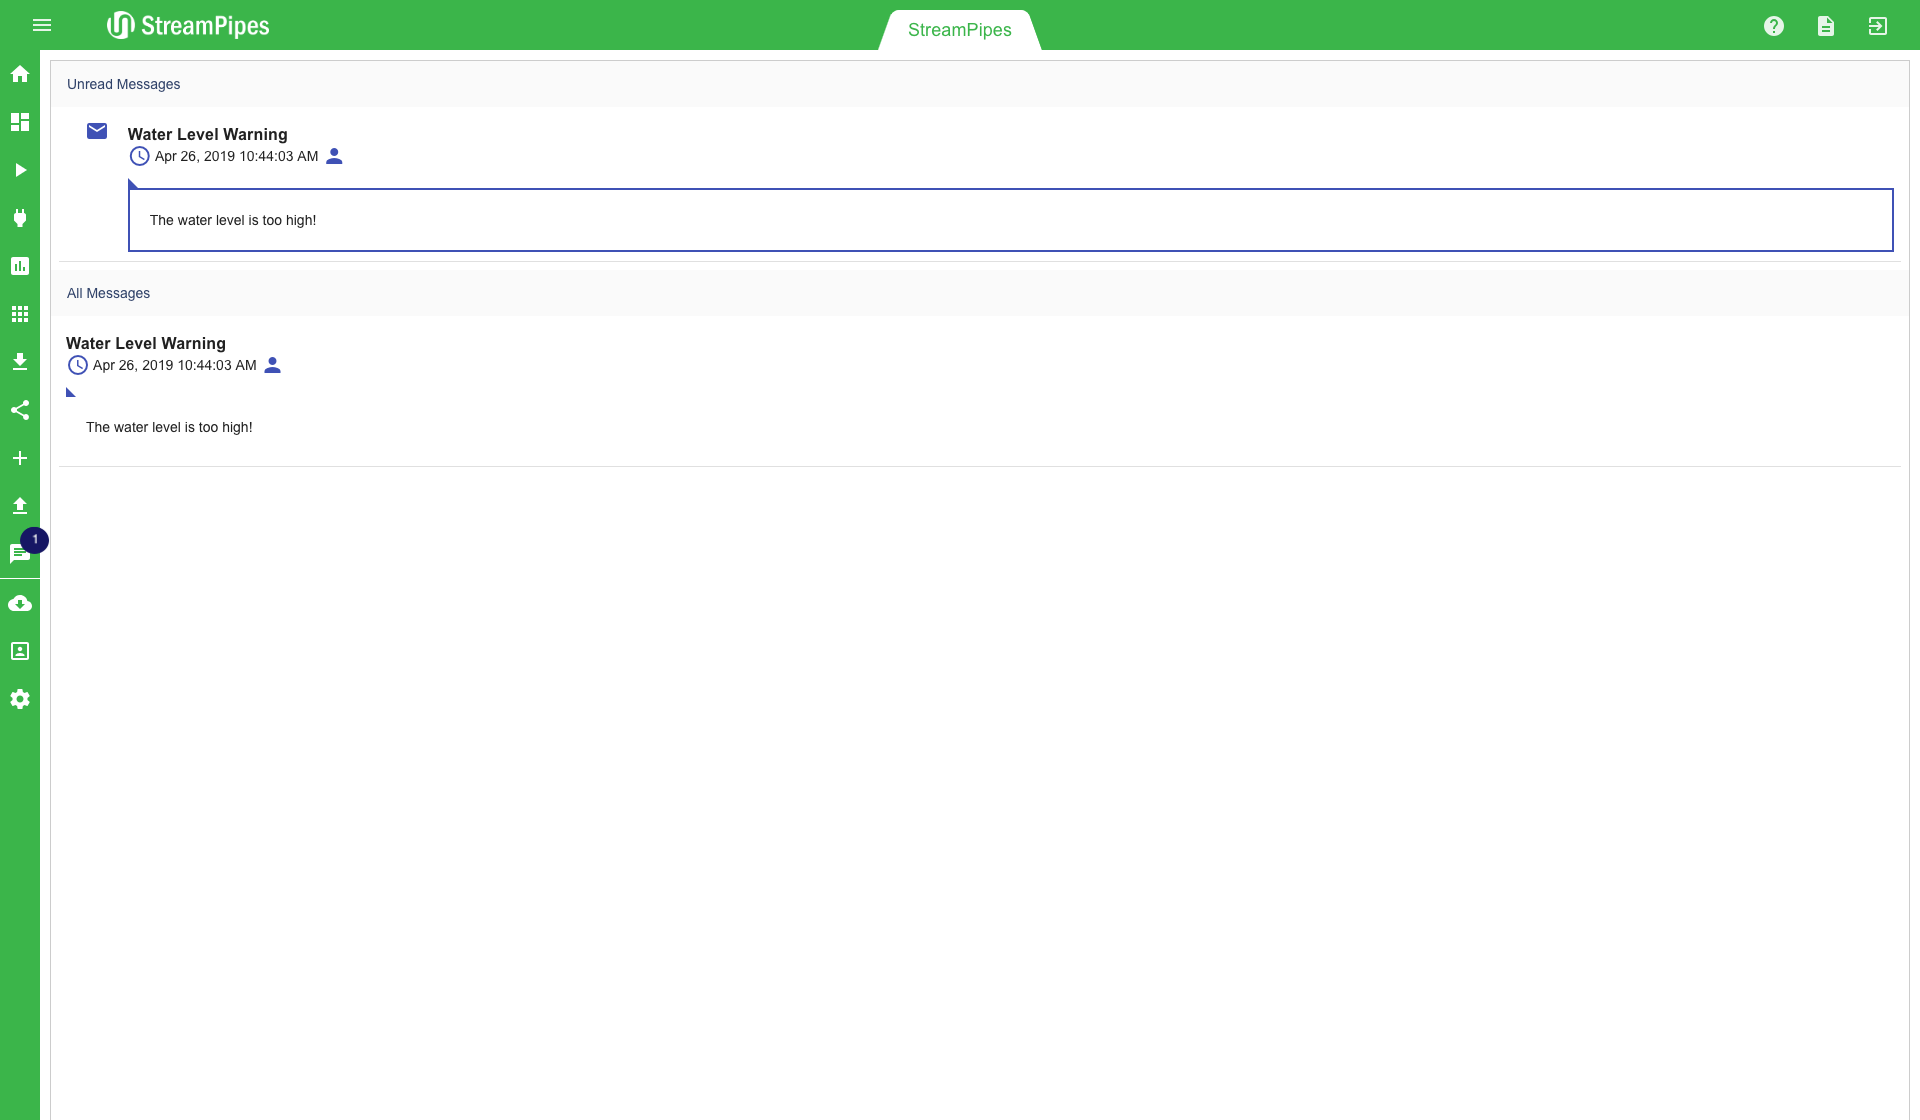 StreamPipes
StreamPipes
Unread Messages
Water Level Warning
Apr 26, 2019 10:44:03 AM
The water level is too high!
All Messages
Water Level Warning
Apr 26, 2019 10:44:03 AM
The water level is too high!
1